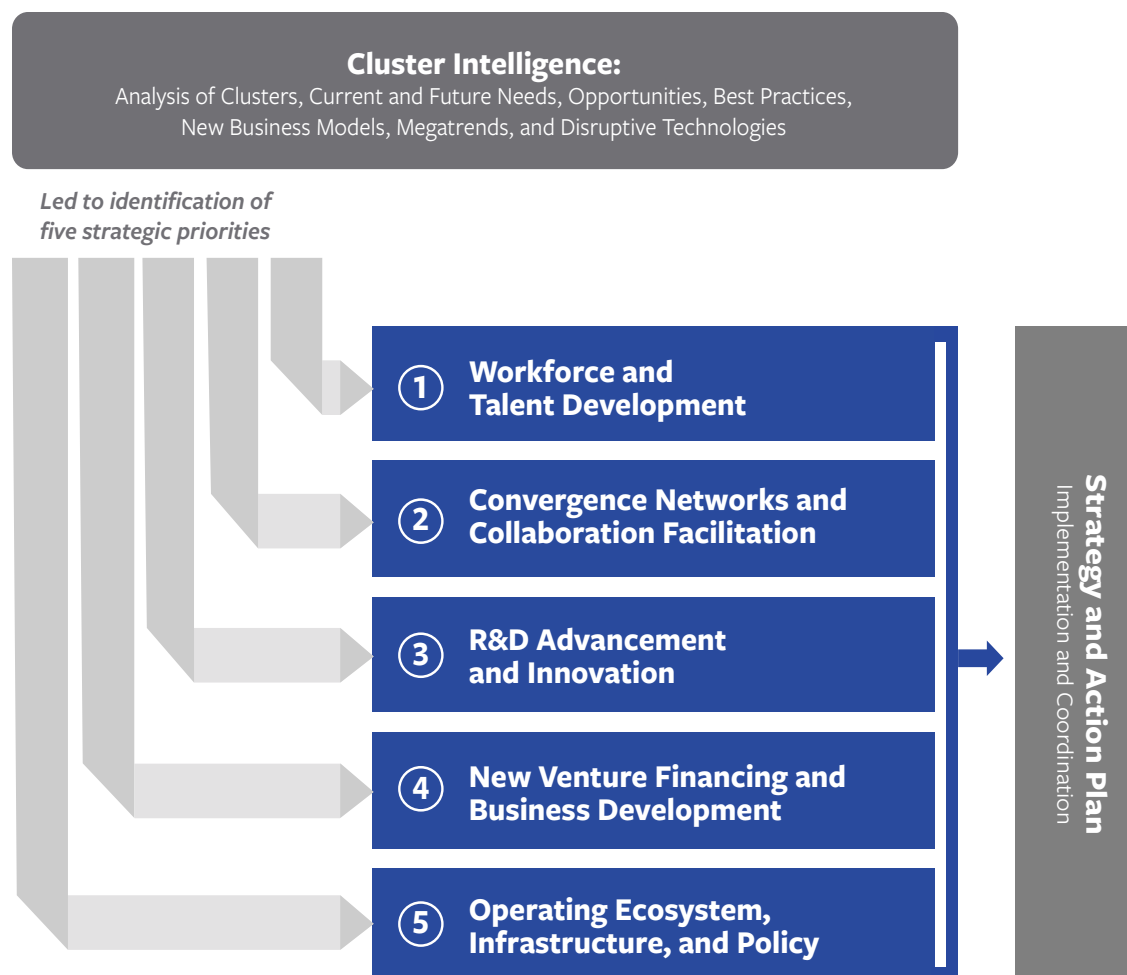 Cluster Intelligence:
Analysis of Clusters, Current and Future Needs, Opportunities, Best Practices,
New Business Models, Megatrends, and Disruptive Technologies
Led to identification of
five strategic priorities
1
Workforce and
Talent Development
2
Convergence Networks and
Collaboration Facilitation
3
R&D Advancement
and Innovation
4
New Venture Financing and
Business Development
5
Operating Ecosystem,
Infrastructure, and Policy
Strategy and Action Plan
Implementation and Coordination